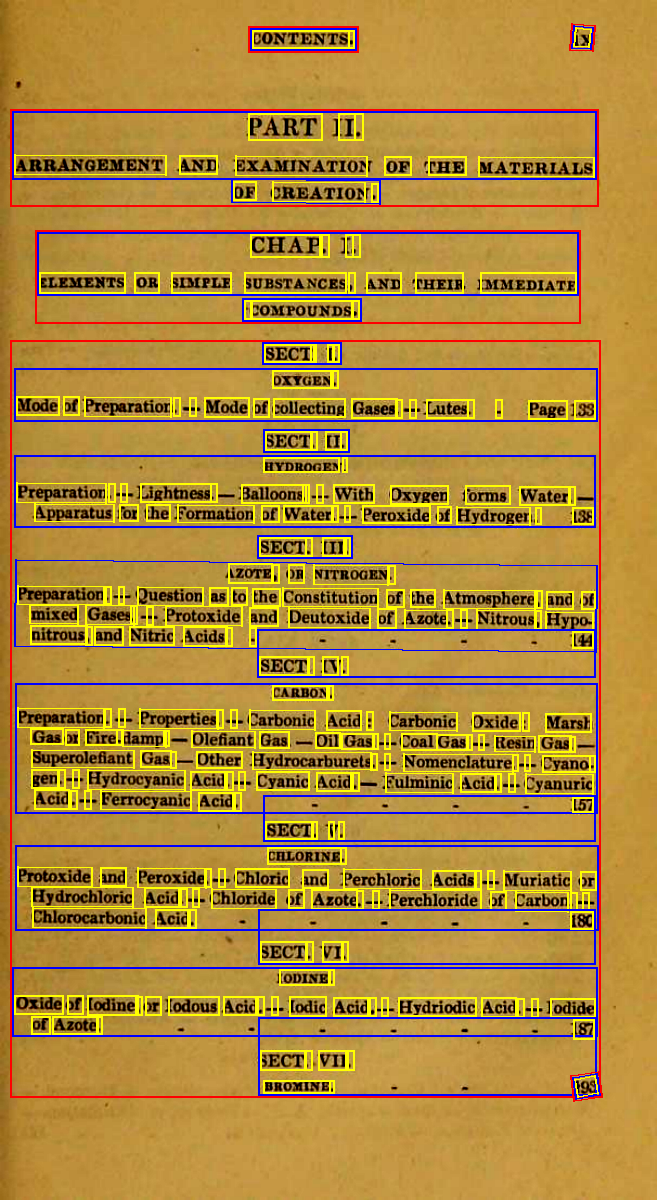 CONTENTS. ix
PART II.
ARRANGEMENT AND EXAMINATION OF THE MATERIALS
OF CREATION.
CHAP. I.
ELEMENTS OR SIMPLE SUBSTANCES, AND THEIR IMMEDIATE
COMPOUNDS.
SECT. I.
OXYGEN.
Mode of Preparation. — Mode of collecting Gases. — Lutes. - Page 133
SECT. II.
HYDROGEN.
Preparation. — Lightness. — Balloons. — With Oxygen forms Water. —
Apparatus for the Formation of Water. — Peroxide of Hydrogen. 138
SECT. III.
AZOTE, OR NITROGEN.
Preparation. — Question as to the Constitution of the Atmosphere, and of
mixed Gases. — Protoxide and Deutoxide of Azote. — Nitrous, Hypo-
nitrous, and Nitric Acids. - - - - - 144
SECT. IV.
CARBON.
Preparation. — Properties. — Carbonic Acid: Carbonic Oxide: Marsh
Gas or Fire-damp — Olefiant Gas. — Oil Gas. — Coal Gas. — Resin Gas. —
Superolefiant Gas. — Other Hydrocarburets. — Nomenclature. — Cyano-
gen. — Hydrocyanic Acid. — Cyanic Acid. — Fulminic Acid. — Cyanuric
Acid. — Ferrocyanic Acid. - - - - 157
SECT. V.
CHLORINE.
Protoxide and Peroxide. — Chloric and Perchloric Acids. — Muriatic or
Hydrochloric Acid. — Chloride of Azote. — Perchloride of Carbon. —
Chlorocarbonic Acid. - - - - - 180
SECT. VI.
IODINE.
Oxide of Iodine or Iodous Acid. — Iodic Acid. — Hydriodic Acid. — Iodide
of Azote. - - - - - - 187
SECT. VII.
BROMINE. - - 193